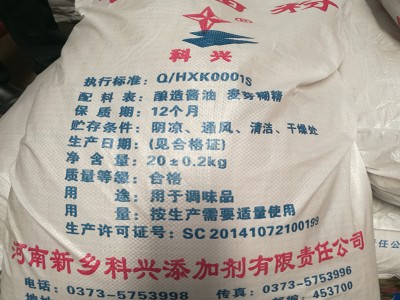 科兴
执行标准: Q/HXK0001S
配料表: 酿造酱油 麦芽糊精
保质期: 12个月
贮存条件: 阴凉、通风、清洁、干燥处
生产日期: (见合格证)
净含量: 20±0.2kg
质量等级: 合格
用途: 用于调味品
用量: 按生产需要适量使用
生产许可证号: SC 20141072100199
河南新乡科兴添加剂有限责任公司
电话: 0373-5753998 传真: 0373-5753996
453700